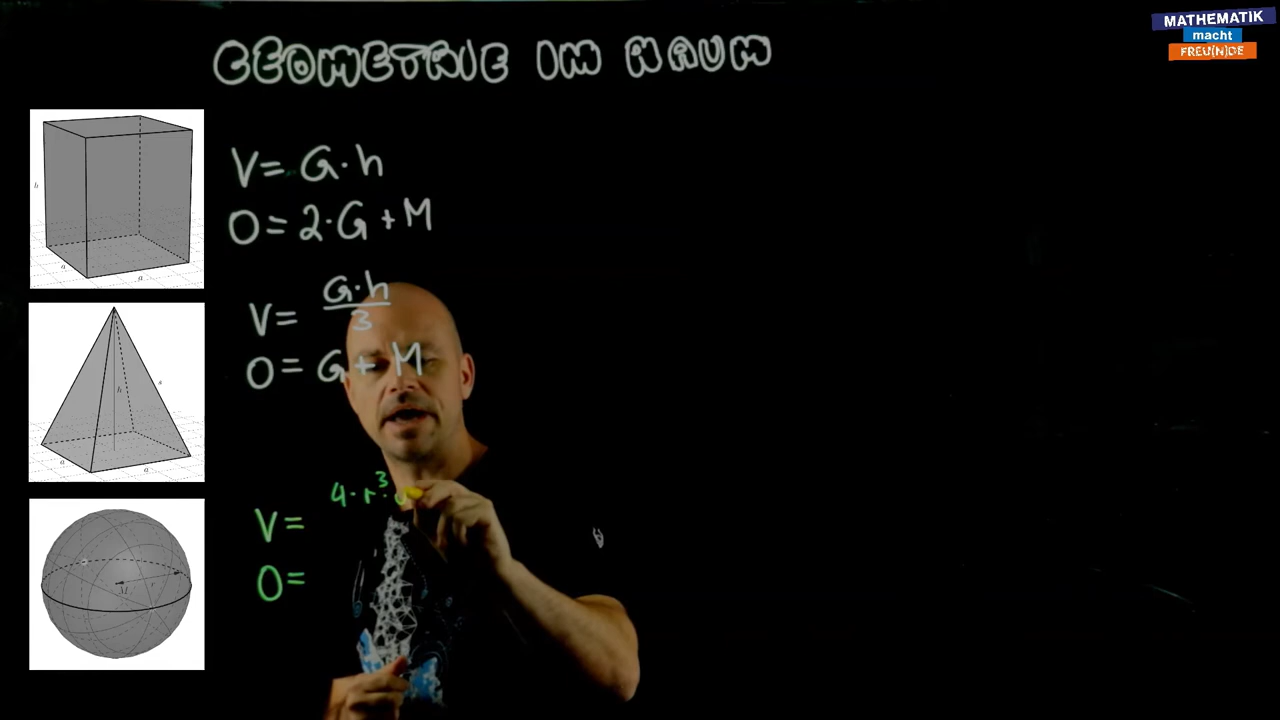 GEOMETRIE IM RAUM
MATHEMATIK
macht
FREU(N)DE
V = G · h
O = 2 · G + M
h
a
a
V = G · h / 3
O = G + M
h
s
a
a
V = 4 · r³ ·
O =
M
r